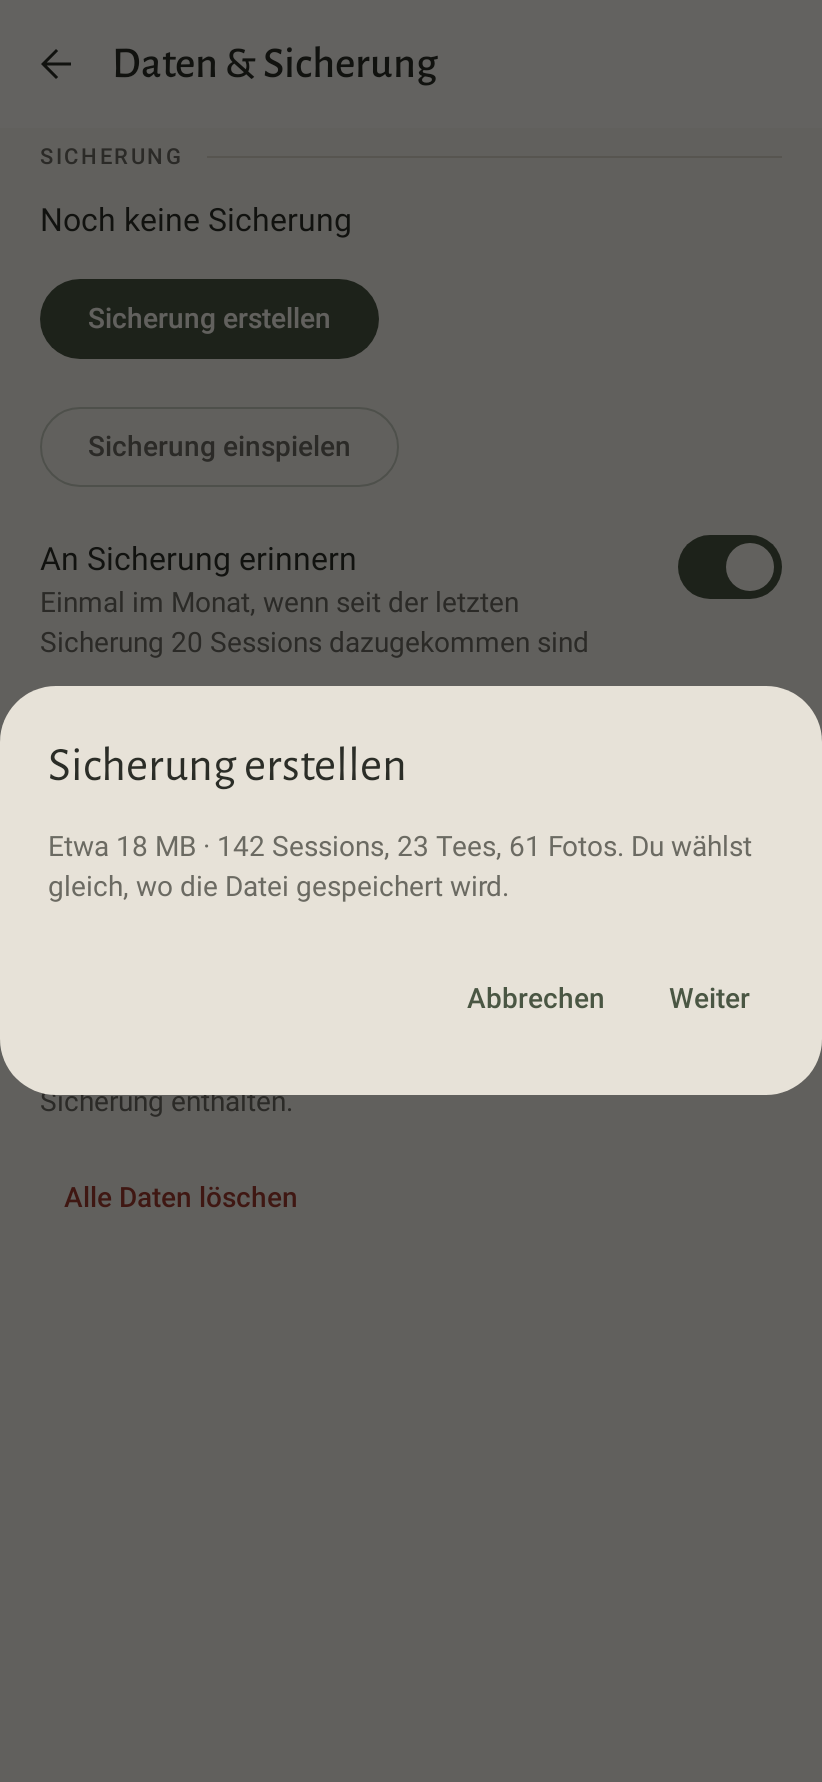 Daten & Sicherung
SICHERUNG
Noch keine Sicherung
Sicherung erstellen
Sicherung einspielen
An Sicherung erinnern
Einmal im Monat, wenn seit der letzten
Sicherung 20 Sessions dazugekommen sind
Sicherung erstellen
Etwa 18 MB · 142 Sessions, 23 Tees, 61 Fotos. Du wählst
gleich, wo die Datei gespeichert wird.
Abbrechen Weiter
Sicherung enthalten.
Alle Daten löschen